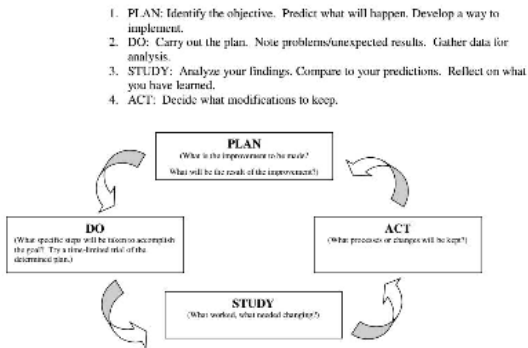 1. PLAN: Identify the objective. Predict what will happen. Develop a way to
implement.
2. DO: Carry out the plan. Note problems/unexpected results. Gather data for
analysis.
3. STUDY: Analyze your findings. Compare to your predictions. Reflect on what
you have learned.
4. ACT: Decide what modifications to keep.
PLAN
(What is the improvement to be made?
What will be the result of the improvement?)
DO
(What specific steps will be taken to accomplish
the goal? Try a time-limited trial of the
determined plan.)
ACT
(What processes or changes will be kept?)
STUDY
(What worked, what needed changing?)